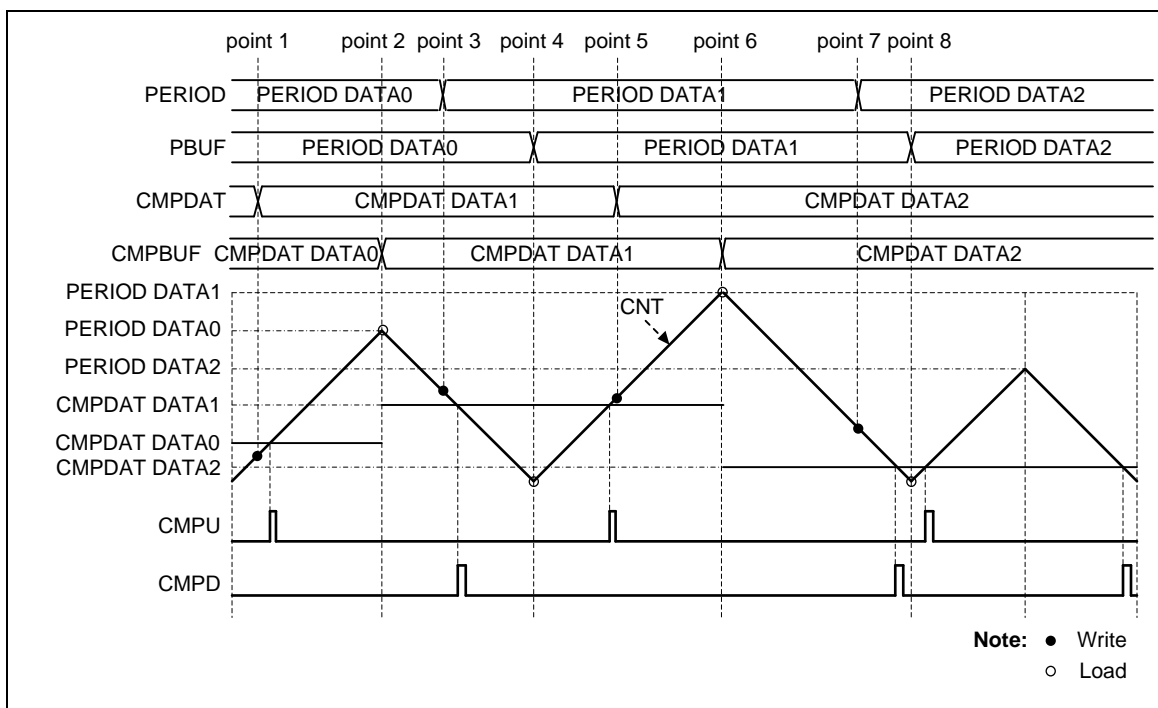 point 1 point 2 point 3 point 4 point 5 point 6 point 7 point 8
PERIOD PERIOD DATA0 PERIOD DATA1 PERIOD DATA2
PBUF PERIOD DATA0 PERIOD DATA1 PERIOD DATA2
CMPDAT CMPDAT DATA1 CMPDAT DATA2
CMPBUF CMPDAT DATA0 CMPDAT DATA1 CMPDAT DATA2
PERIOD DATA1
CNT
PERIOD DATA0
PERIOD DATA2
CMPDAT DATA1
CMPDAT DATA0
CMPDAT DATA2
CMPU
CMPD
Note: ● Write
○ Load